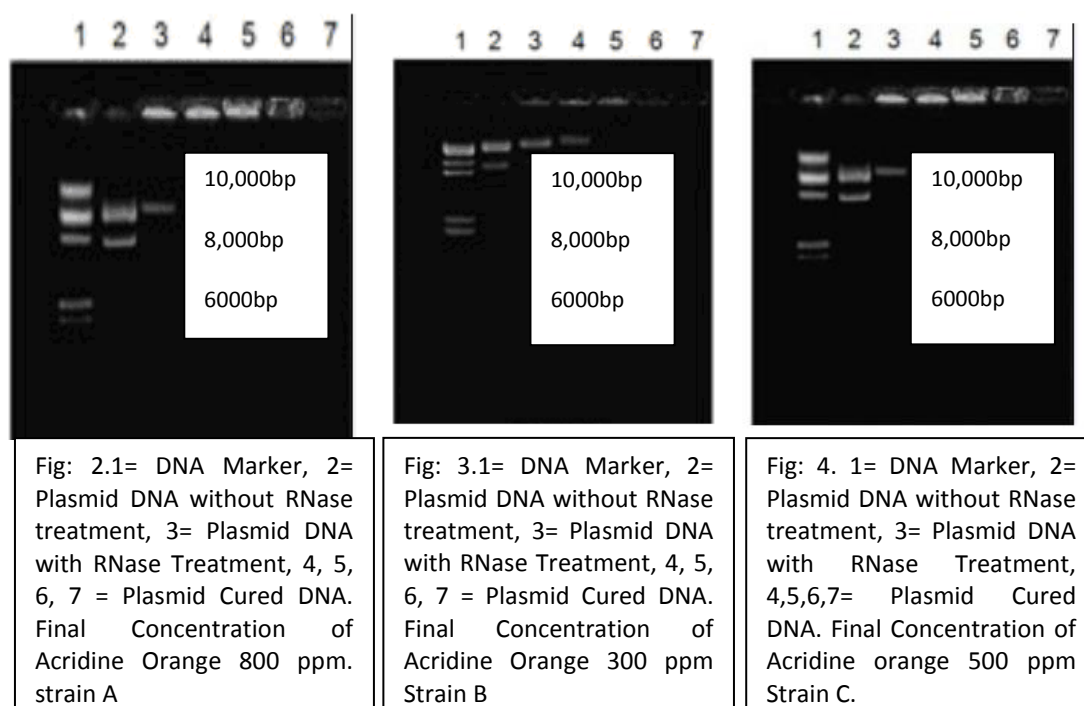 1 2 3 4 5 6 7
10,000bp
8,000bp
6000bp
Fig: 2.1= DNA Marker, 2=
Plasmid DNA without RNase
treatment, 3= Plasmid DNA
with RNase Treatment, 4, 5,
6, 7 = Plasmid Cured DNA.
Final Concentration of
Acridine Orange 800 ppm.
strain A
1 2 3 4 5 6 7
10,000bp
8,000bp
6000bp
Fig: 3.1= DNA Marker, 2=
Plasmid DNA without RNase
treatment, 3= Plasmid DNA
with RNase Treatment, 4, 5,
6, 7 = Plasmid Cured DNA.
Final Concentration of
Acridine Orange 300 ppm
Strain B
1 2 3 4 5 6 7
10,000bp
8,000bp
6000bp
Fig: 4. 1= DNA Marker, 2=
Plasmid DNA without RNase
treatment, 3= Plasmid DNA
with RNase Treatment,
4,5,6,7= Plasmid Cured
DNA. Final Concentration of
Acridine orange 500 ppm
Strain C.